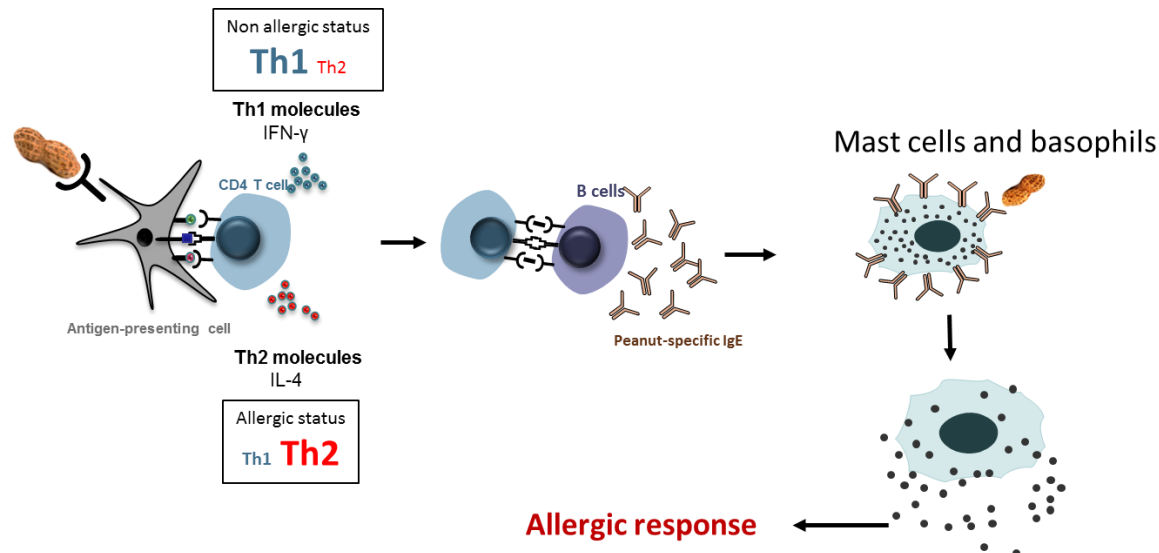 Non allergic status
Th1 Th2
Th1 molecules
IFN-γ
CD4 T cell
Antigen-presenting cell
Th2 molecules
IL-4
Allergic status
Th1 Th2
B cells
Peanut-specific IgE
Mast cells and basophils
Allergic response